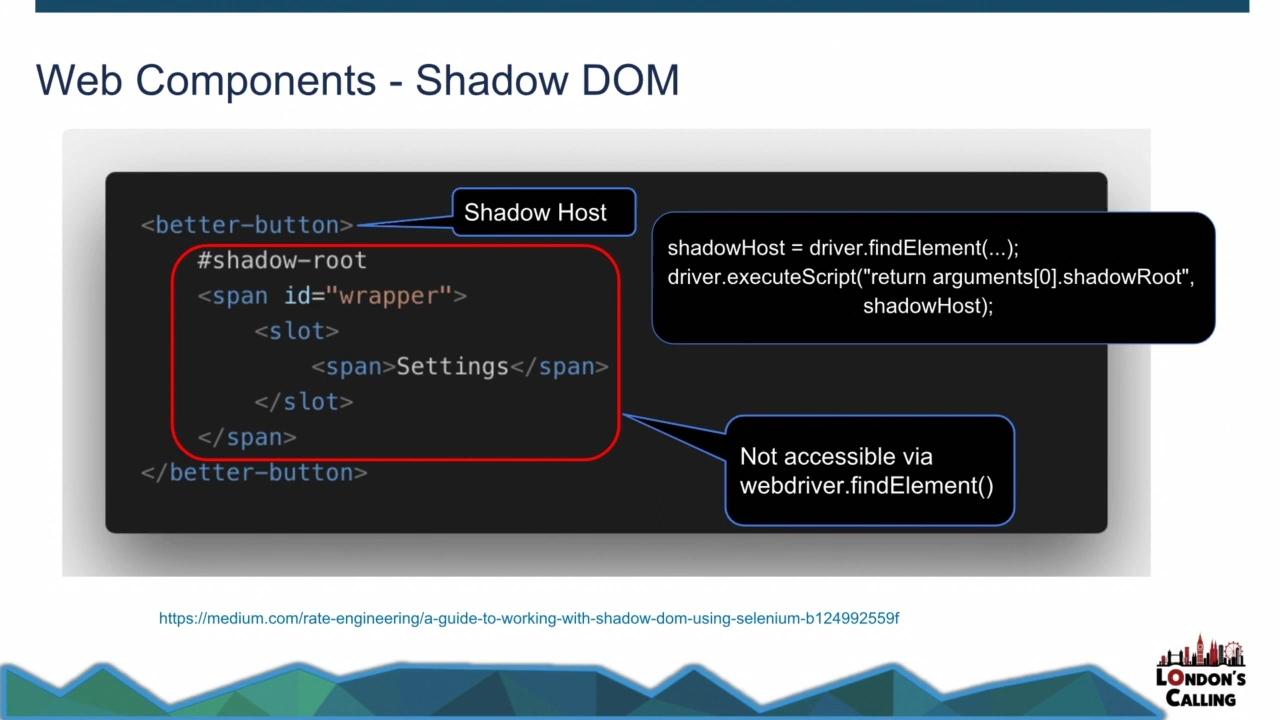 Web Components - Shadow DOM
<better-button>
Shadow Host
#shadow-root
<span id="wrapper">
<slot>
<span>Settings</span>
</slot>
</span>
</better-button>
shadowHost = driver.findElement(...);
driver.executeScript("return arguments[0].shadowRoot",
shadowHost);
Not accessible via
webdriver.findElement()
https://medium.com/rate-engineering/a-guide-to-working-with-shadow-dom-using-selenium-b124992559f
LONDON'S
CALLING